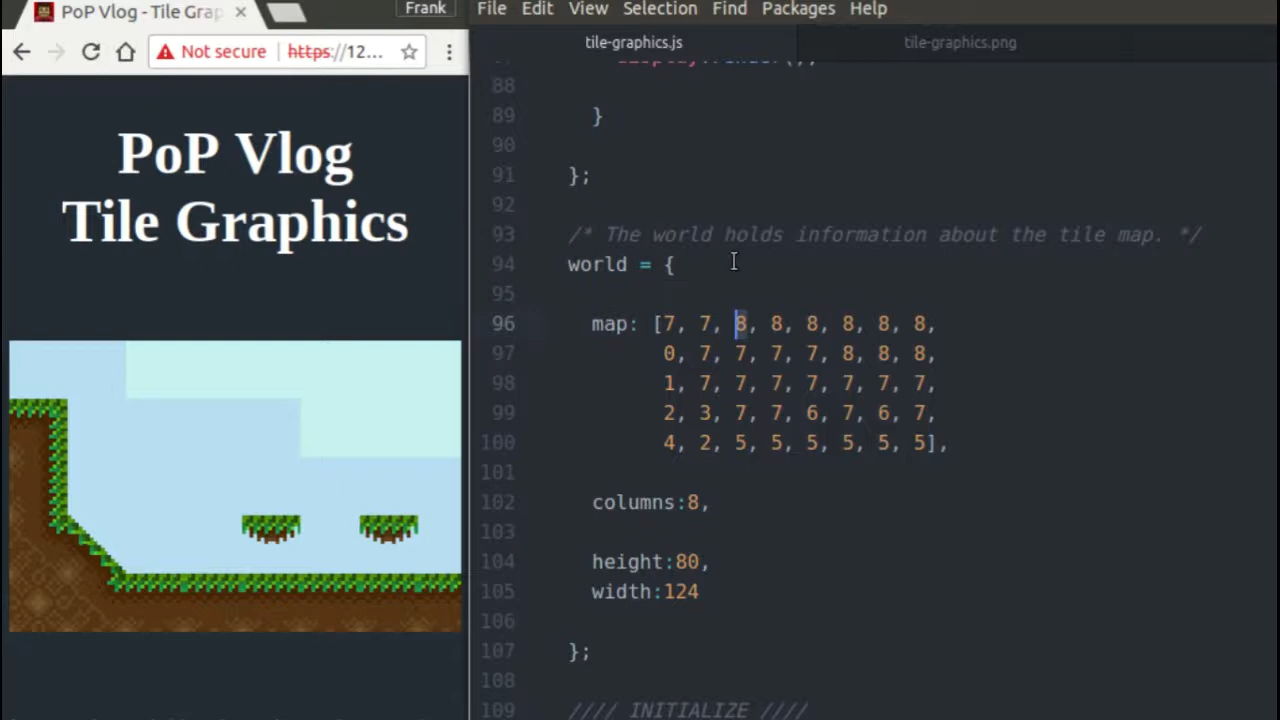 PoP Vlog - Tile Grap
Frank
Not secure https://12...
PoP Vlog
Tile Graphics
File Edit View Selection Find Packages Help
tile-graphics.js tile-graphics.png
88
89 }
90
91 };
92
93 /* The world holds information about the tile map. */
94 world = {
95
96 map: [7, 7, 8, 8, 8, 8, 8, 8,
97 0, 7, 7, 7, 7, 8, 8, 8,
98 1, 7, 7, 7, 7, 7, 7, 7,
99 2, 3, 7, 7, 6, 7, 6, 7,
100 4, 2, 5, 5, 5, 5, 5, 5],
101
102 columns:8,
103
104 height:80,
105 width:124
106
107 };
108
109 //// INITIALIZE ////